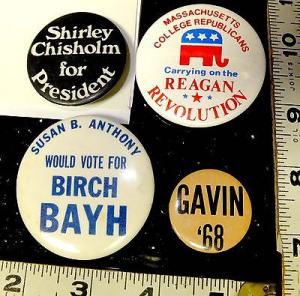 Shirley
Chisholm
for
President
MASSACHUSETTS
COLLEGE REPUBLICANS
Carrying on the
REAGAN
REVOLUTION
SUSAN B. ANTHONY
WOULD VOTE FOR
BIRCH
BAYH
GAVIN
'68